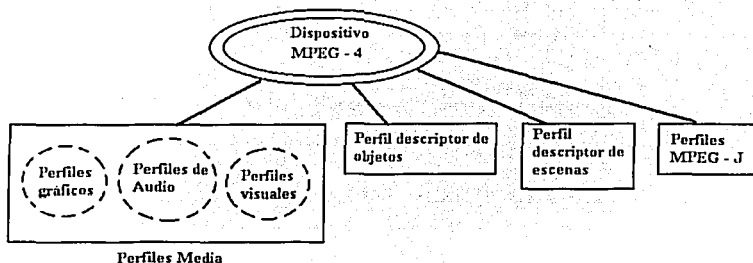 Dispositivo
MPEG - 4
Perfiles
gráficos
Perfiles de
Audio
Perfiles
visuales
Perfil descriptor de
objetos
Perfil
descriptor de
escenas
Perfiles
MPEG - J
Perfiles Media